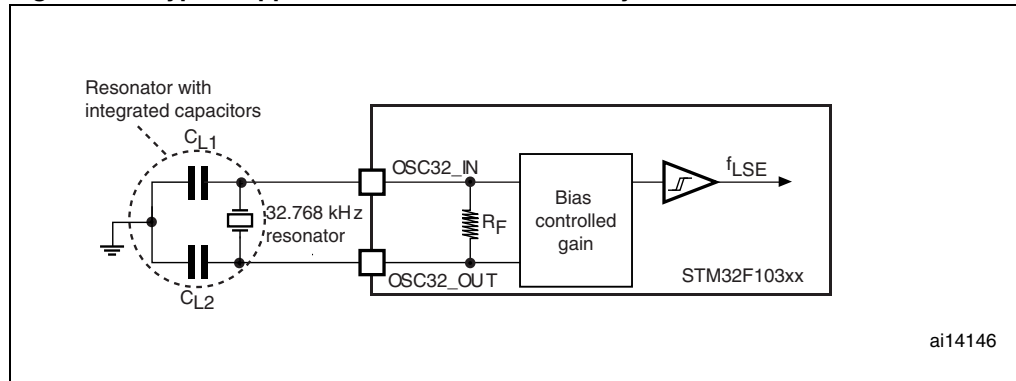 Resonator with
integrated capacitors
CL1
OSC32_IN
fLSE
32.768 kHz
resonator
RF
Bias
controlled
gain
OSC32_OUT
STM32F103xx
CL2
ai14146